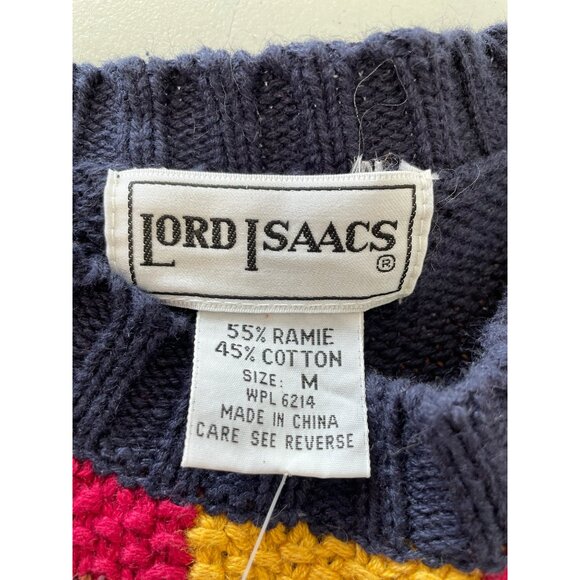 LORD ISAACS ®
55% RAMIE
45% COTTON
SIZE: M
WPL 6214
MADE IN CHINA
CARE SEE REVERSE